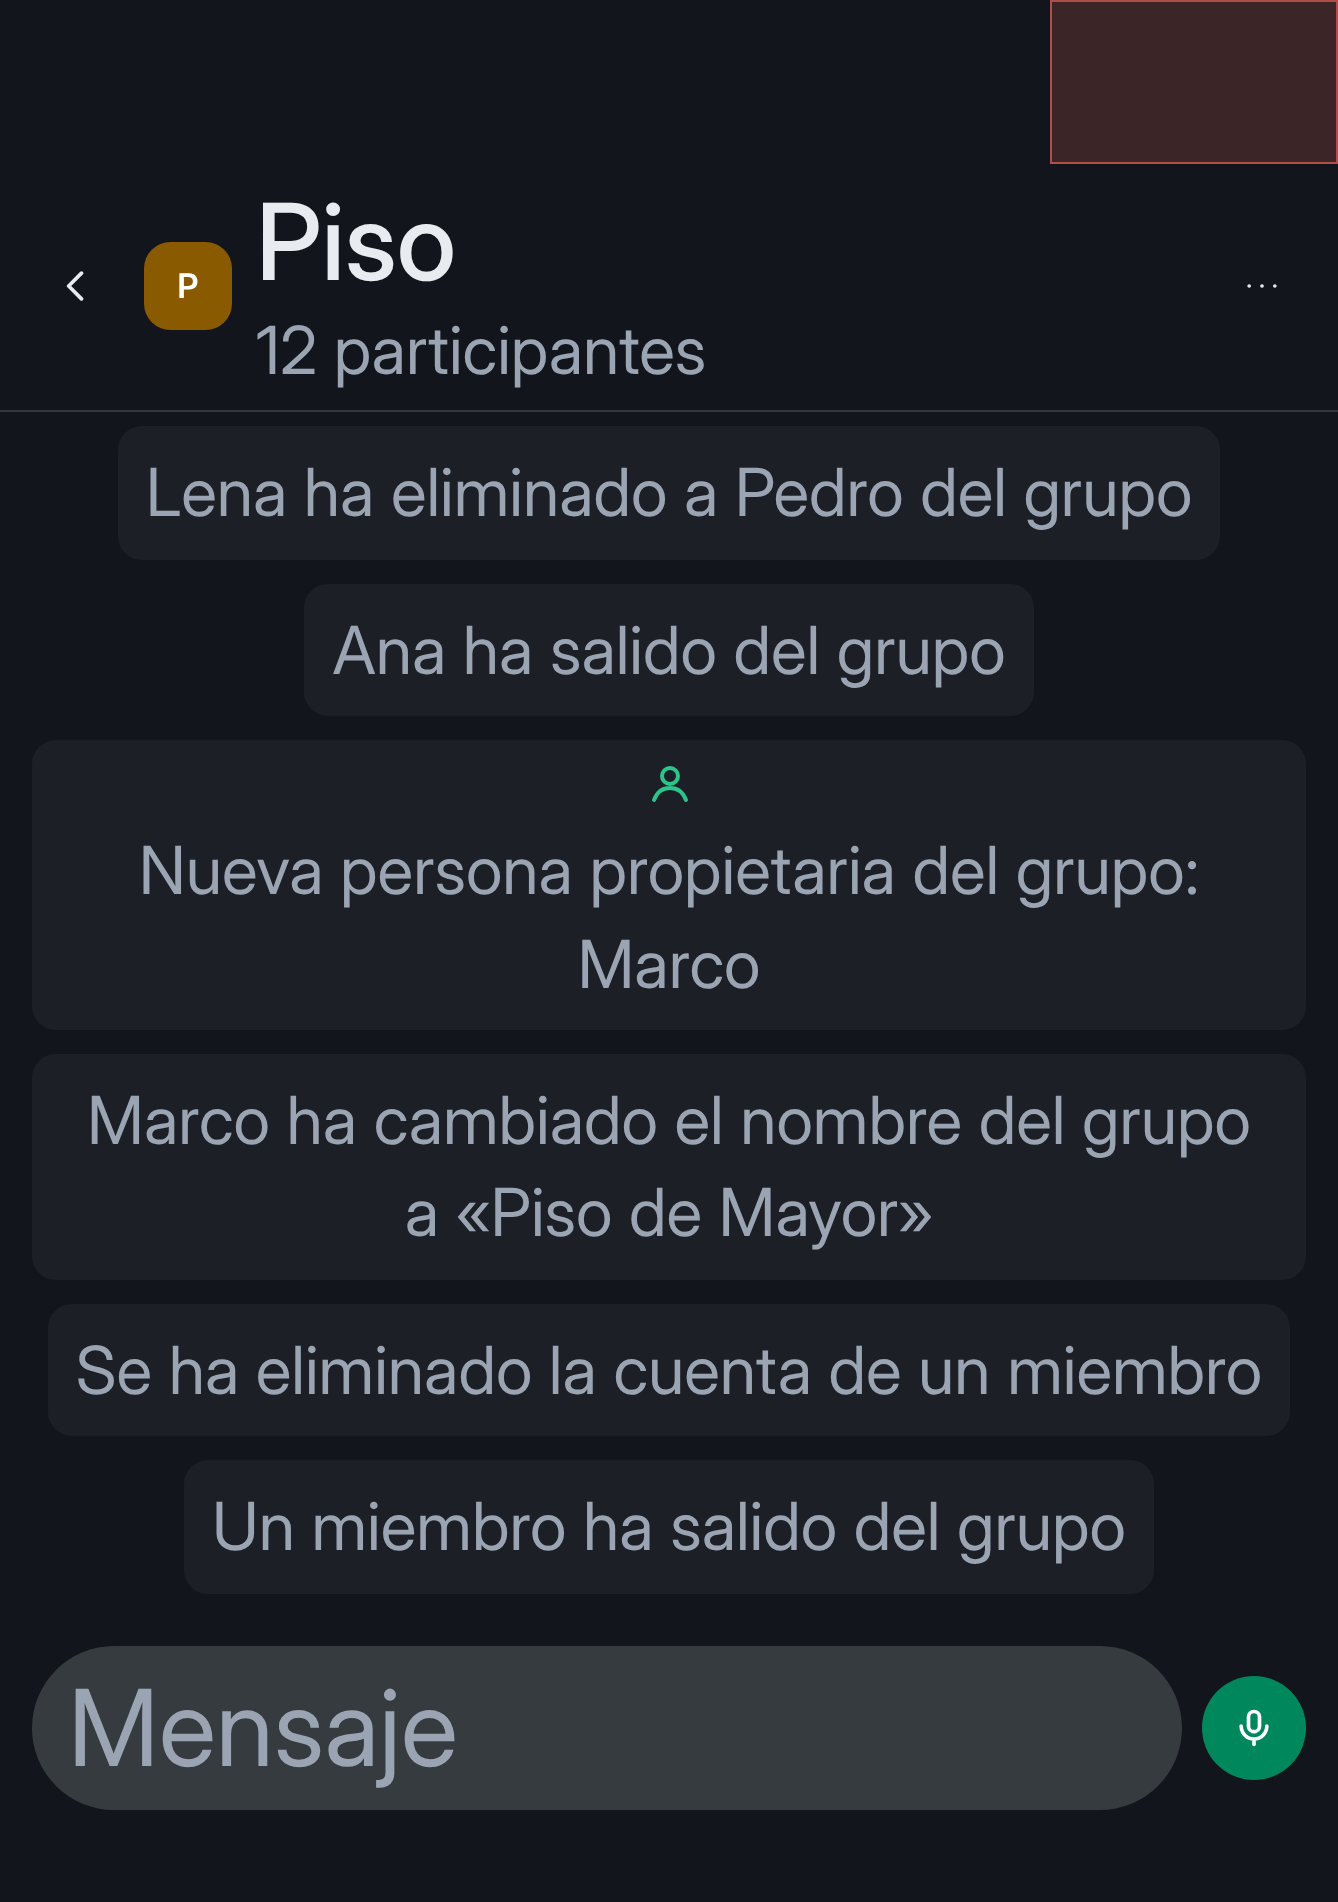 Piso
P
12 participantes
Lena ha eliminado a Pedro del grupo
Ana ha salido del grupo
Nueva persona propietaria del grupo:
Marco
Marco ha cambiado el nombre del grupo
a «Piso de Mayor»
Se ha eliminado la cuenta de un miembro
Un miembro ha salido del grupo
Mensaje